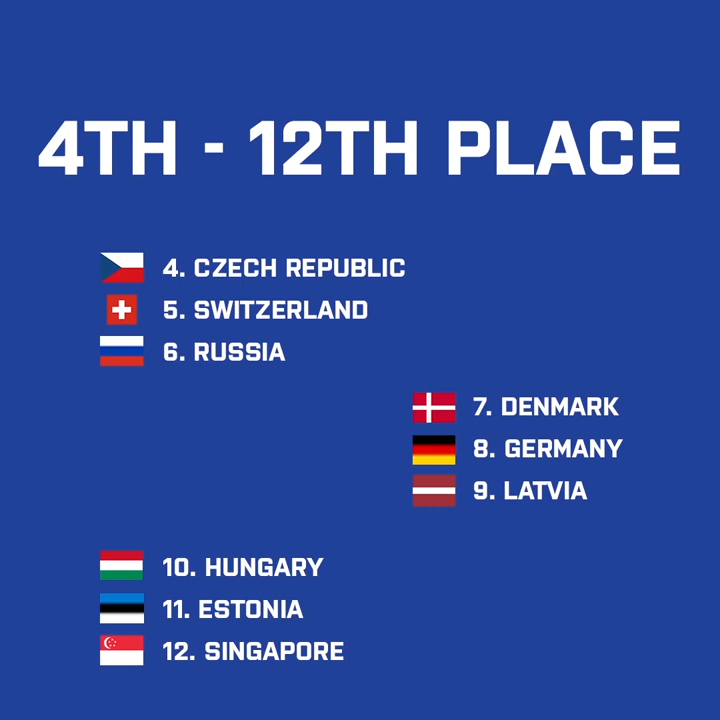 4TH - 12TH PLACE
4. CZECH REPUBLIC
5. SWITZERLAND
6. RUSSIA
7. DENMARK
8. GERMANY
9. LATVIA
10. HUNGARY
11. ESTONIA
12. SINGAPORE